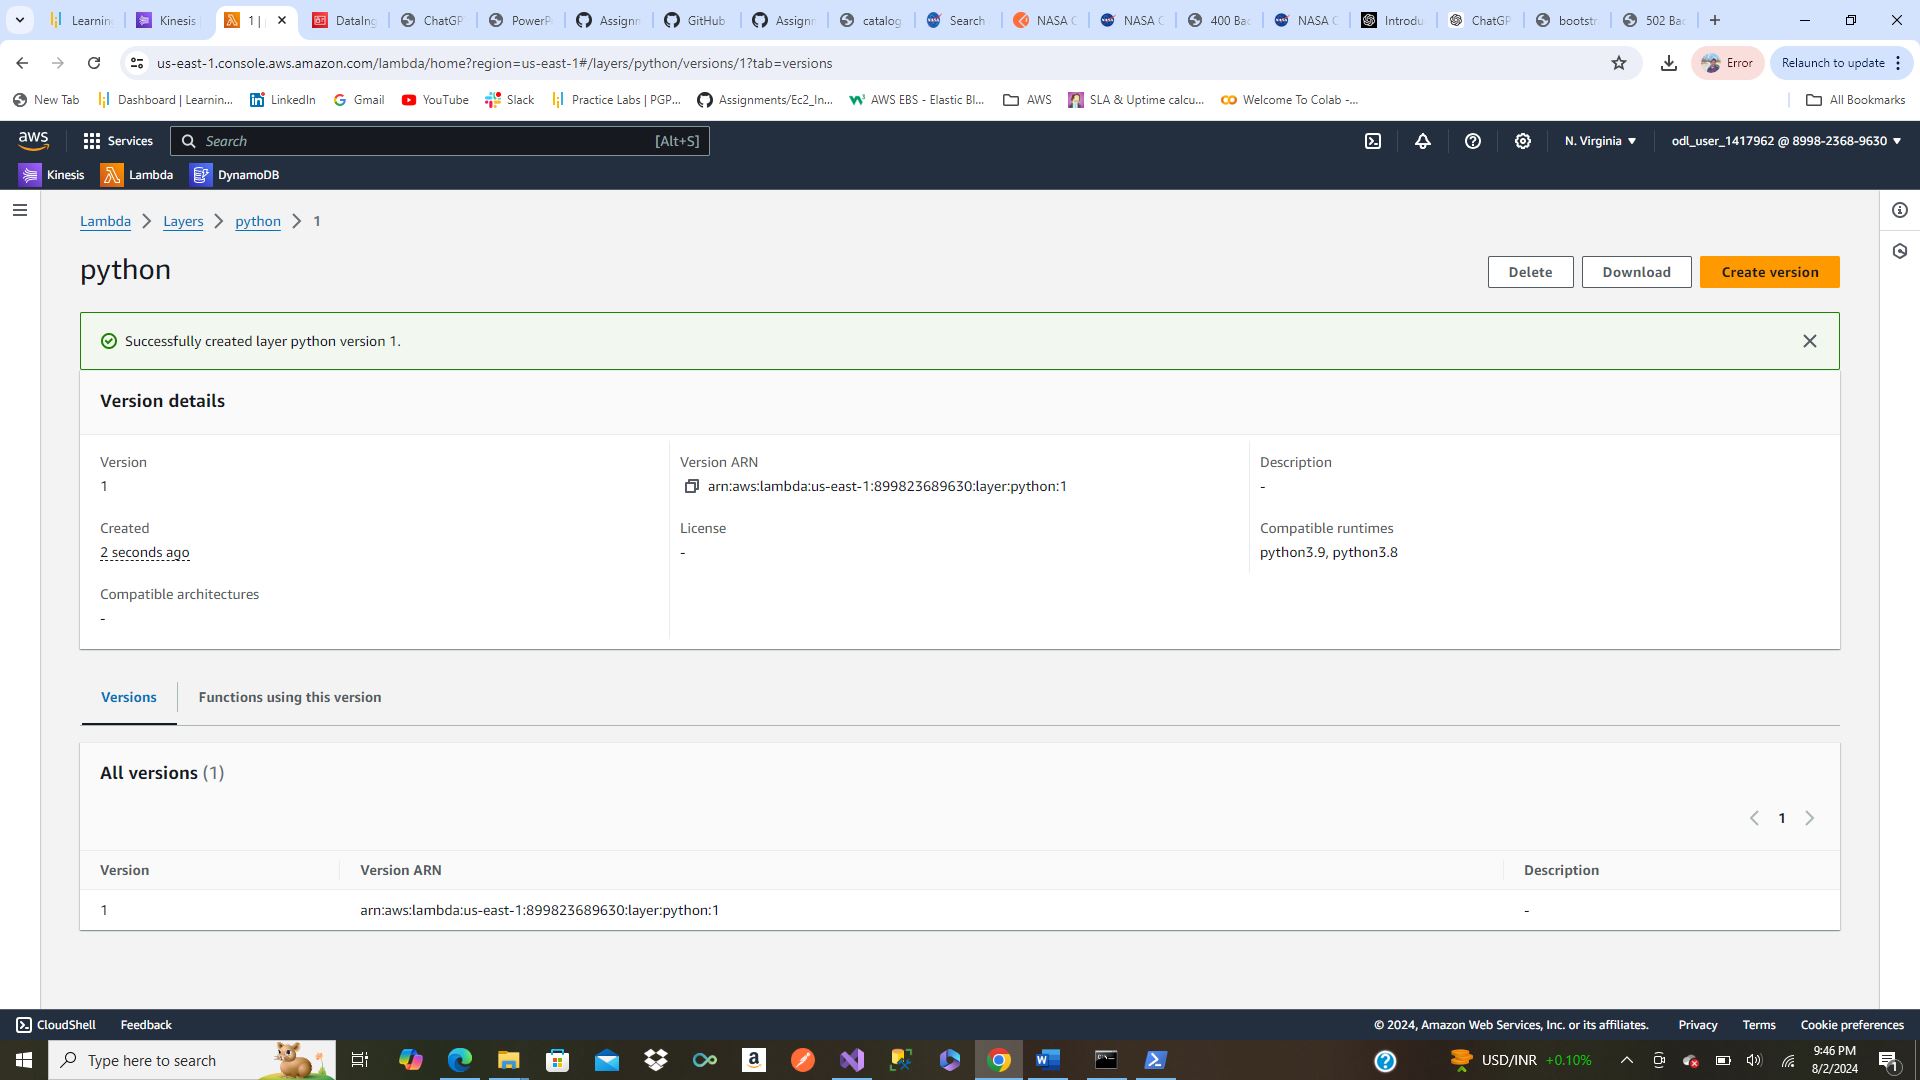 Learning
Kinesis
1 |
DataIng
ChatGP
PowerPo
Assignm
GitHub
Assignm
catalog
Search
NASA C
NASA C
400 Bac
NASA C
Introdu
ChatGP
bootstr
502 Bac
us-east-1.console.aws.amazon.com/lambda/home?region=us-east-1#/layers/python/versions/1?tab=versions
Error
Relaunch to update
New Tab
Dashboard | Learnin...
LinkedIn
Gmail
YouTube
Slack
Practice Labs | PGP...
Assignments/Ec2_In...
AWS EBS - Elastic Bl...
AWS
SLA & Uptime calcu...
Welcome To Colab -...
All Bookmarks
aws
Services
Search
[Alt+S]
N. Virginia
odl_user_1417962 @ 8998-2368-9630
Kinesis
Lambda
DynamoDB
Lambda
Layers
python
1
python
Delete
Download
Create version
Successfully created layer python version 1.
Version details
Version
1
Version ARN
arn:aws:lambda:us-east-1:899823689630:layer:python:1
Description
-
Created
2 seconds ago
License
-
Compatible runtimes
python3.9, python3.8
Compatible architectures
-
Versions
Functions using this version
All versions (1)
1
Version
Version ARN
Description
1
arn:aws:lambda:us-east-1:899823689630:layer:python:1
-
CloudShell
Feedback
© 2024, Amazon Web Services, Inc. or its affiliates.
Privacy
Terms
Cookie preferences
Type here to search
USD/INR +0.10%
9:46 PM
8/2/2024
1